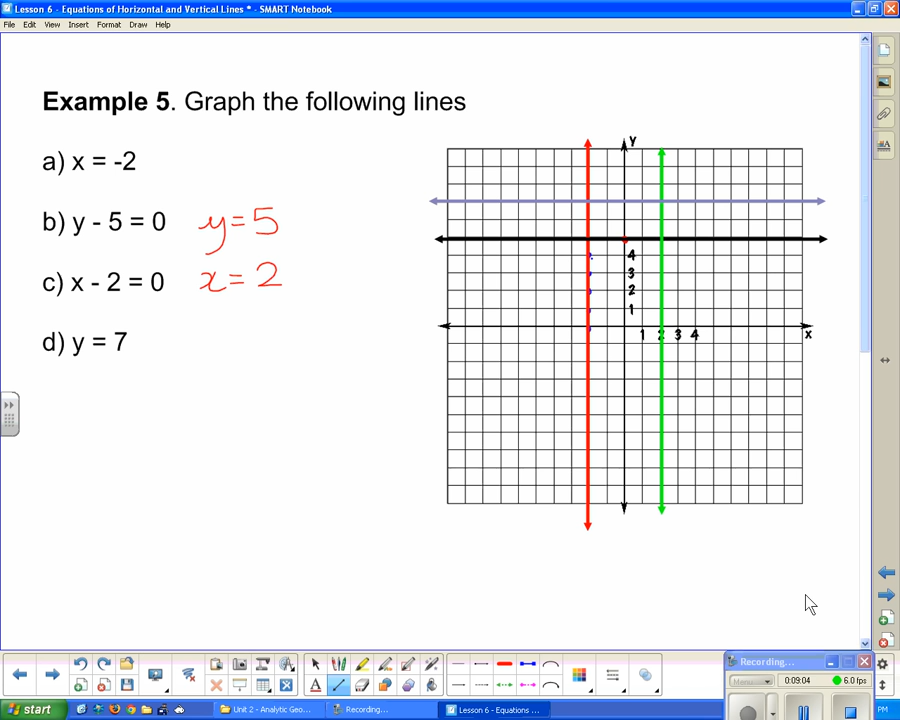 Lesson 6 - Equations of Horizontal and Vertical Lines * - SMART Notebook
File Edit View Insert Format Draw Help
Example 5. Graph the following lines
a) x = -2
b) y - 5 = 0 y = 5
c) x - 2 = 0 x = 2
d) y = 7
y
4
3
2
1
1 2 3 4
x
Recording...
Menu
0:09:04
6.0 fps
start
Unit 2 - Analytic Geo...
Recording...
Lesson 6 - Equations ...
PM